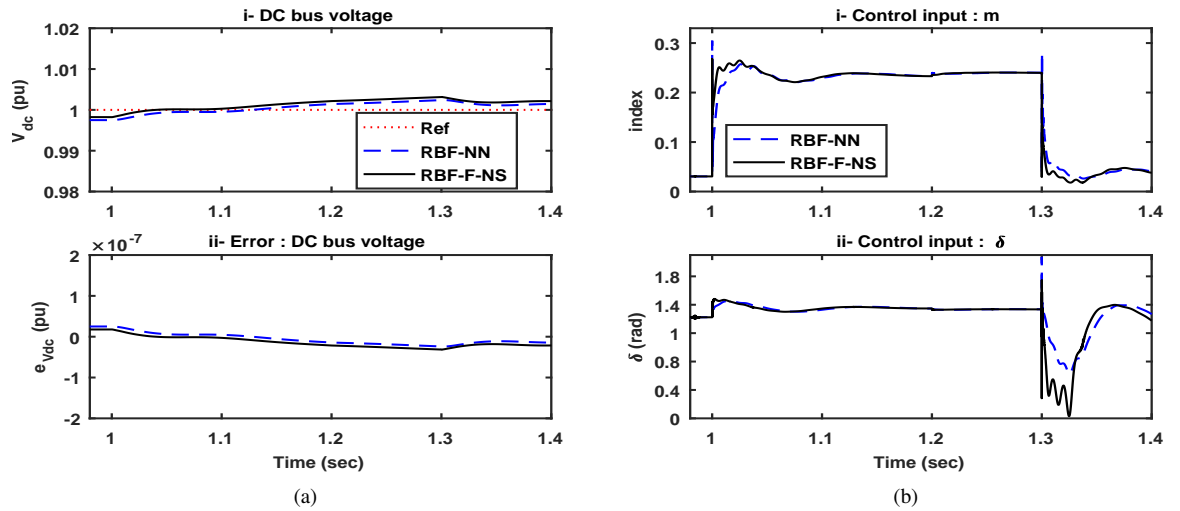 i- DC bus voltage
1.02
1.01
1
0.99
0.98
V_dc (pu)
Ref
RBF-NN
RBF-F-NS
1 1.1 1.2 1.3 1.4
ii- Error : DC bus voltage
×10^-7
2
1
0
-1
-2
e_Vdc (pu)
1 1.1 1.2 1.3 1.4
Time (sec)
(a)
i- Control input : m
0.3
0.2
0.1
0
index
RBF-NN
RBF-F-NS
1 1.1 1.2 1.3 1.4
ii- Control input : δ
1.8
1.4
1.2
0.8
0.4
0
δ (rad)
1 1.1 1.2 1.3 1.4
Time (sec)
(b)